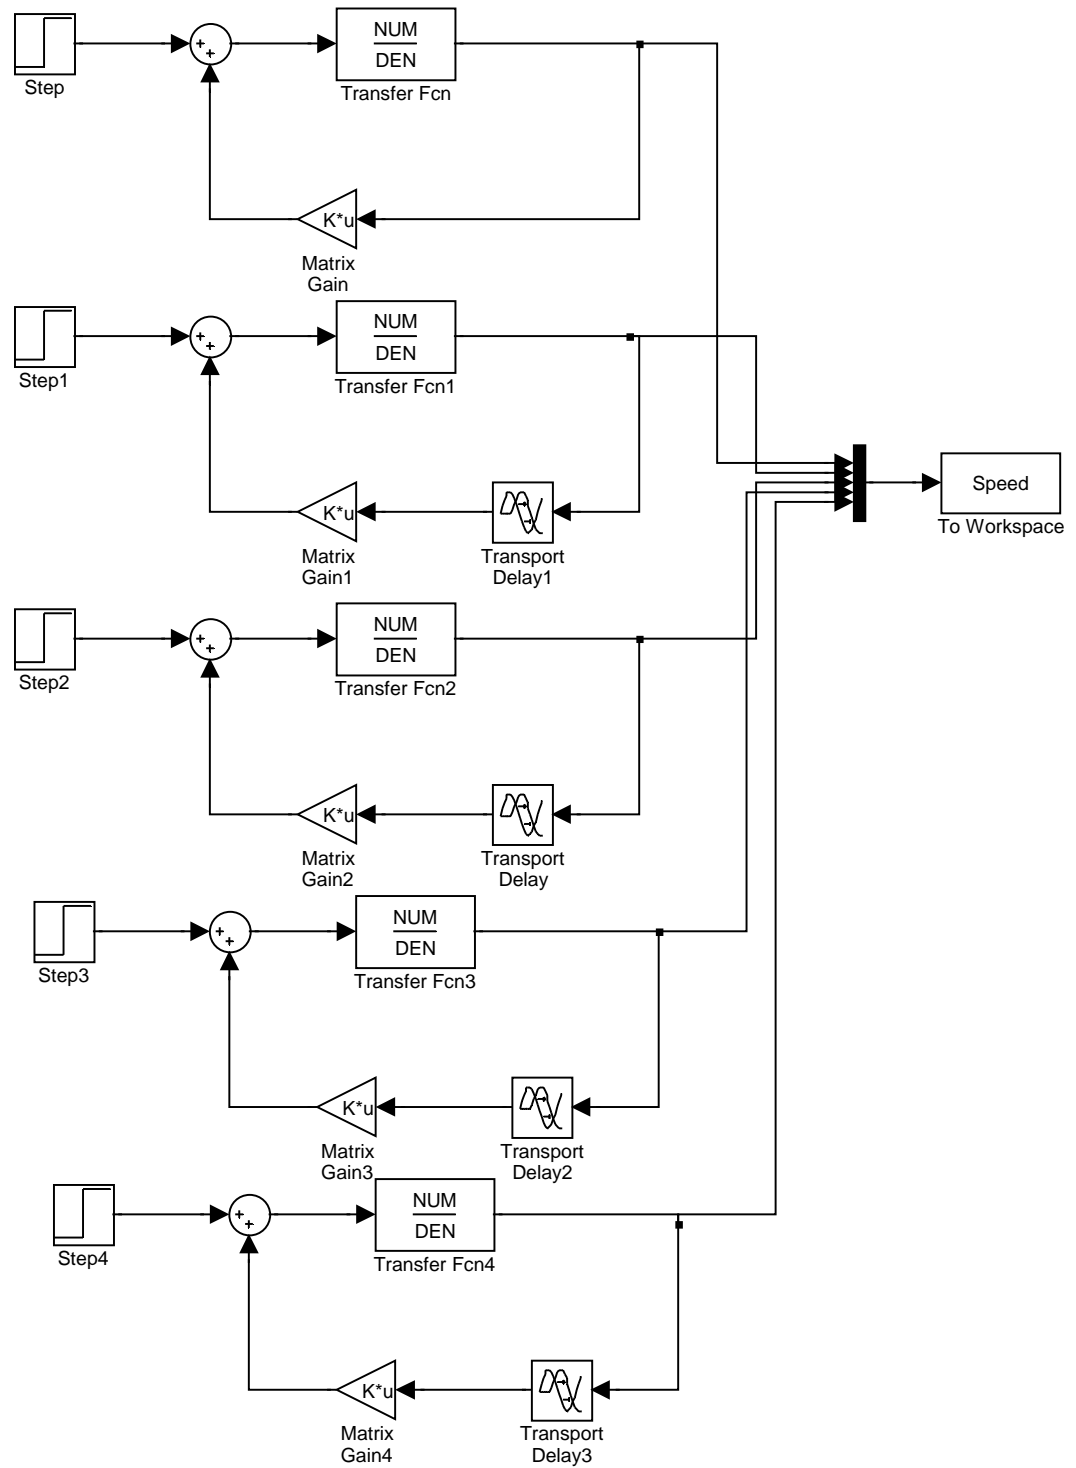 NUM
DEN
Step
Transfer Fcn
K*u
Matrix
Gain
NUM
DEN
Step1
Transfer Fcn1
Speed
To Workspace
K*u
Matrix
Gain1
Transport
Delay1
NUM
DEN
Step2
Transfer Fcn2
K*u
Matrix
Gain2
Transport
Delay
NUM
DEN
Step3
Transfer Fcn3
K*u
Matrix
Gain3
Transport
Delay2
NUM
DEN
Step4
Transfer Fcn4
K*u
Matrix
Gain4
Transport
Delay3